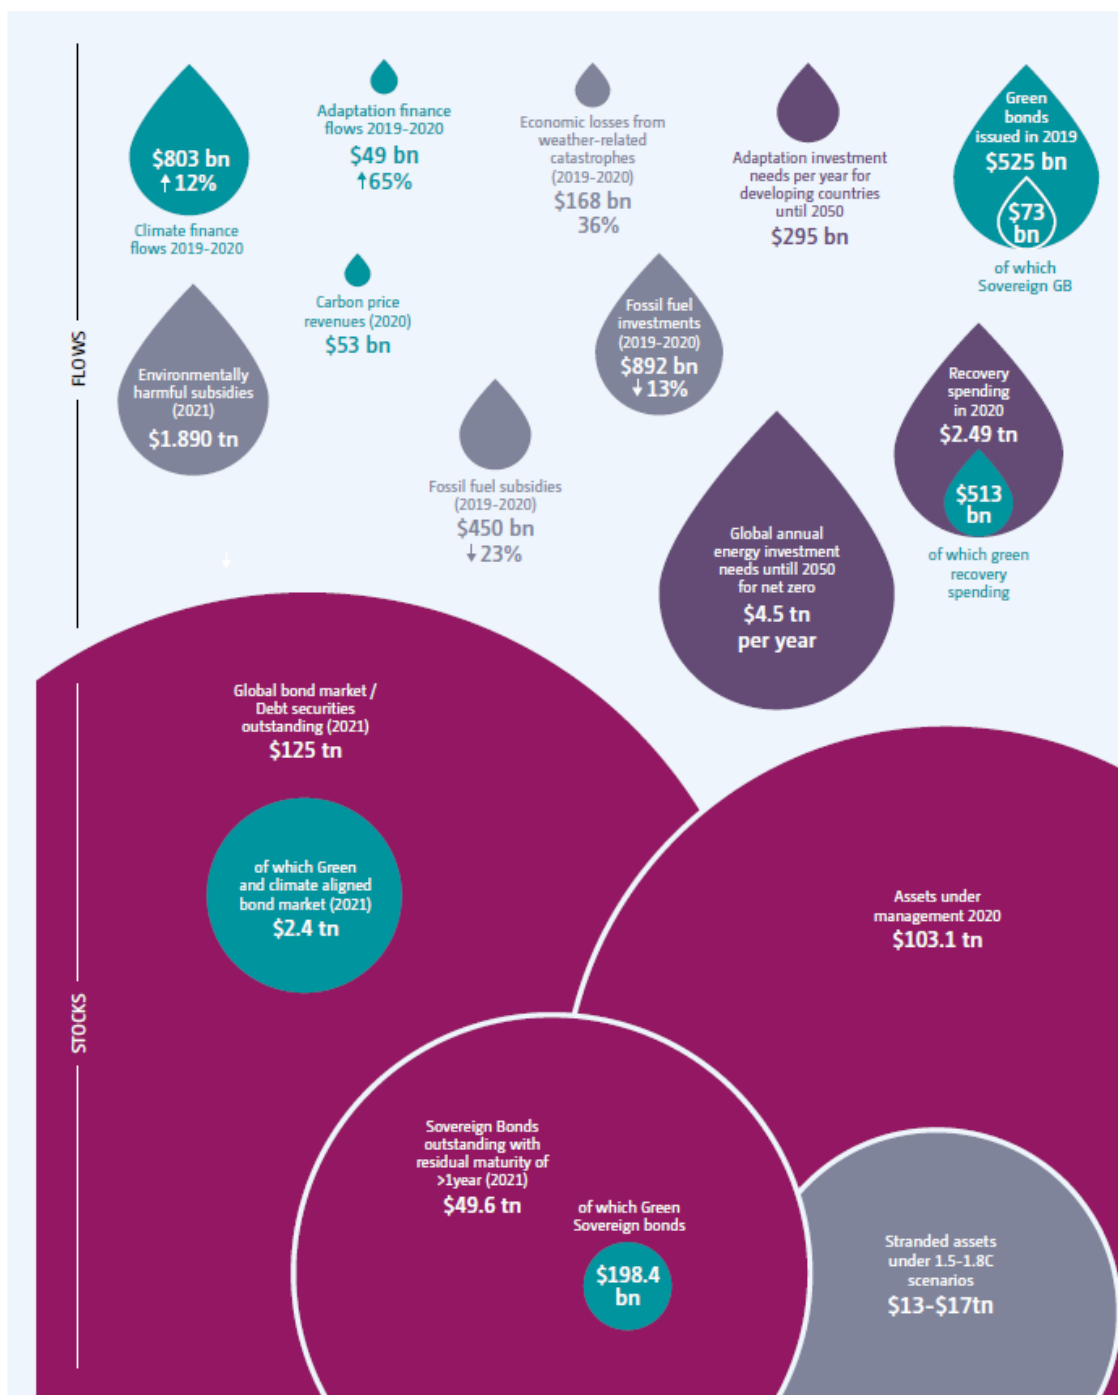 FLOWS
$803 bn
↑ 12%
Climate finance
flows 2019-2020
Adaptation finance
flows 2019-2020
$49 bn
↑65%
Economic losses from
weather-related
catastrophes
(2019-2020)
$168 bn
36%
Adaptation investment
needs per year for
developing countries
until 2050
$295 bn
Green
bonds
issued in 2019
$525 bn
$73
bn
of which
Sovereign GB
Carbon price
revenues (2020)
$53 bn
Environmentally
harmful subsidies
(2021)
$1.890 tn
Fossil fuel
investments
(2019-2020)
$892 bn
↓ 13%
Recovery
spending
in 2020
$2.49 tn
$513
bn
of which green
recovery
spending
Fossil fuel subsidies
(2019-2020)
$450 bn
↓ 23%
Global annual
energy investment
needs untill 2050
for net zero
$4.5 tn
per year
↓
STOCKS
Global bond market /
Debt securities
outstanding (2021)
$125 tn
of which Green
and climate aligned
bond market (2021)
$2.4 tn
Assets under
management 2020
$103.1 tn
Sovereign Bonds
outstanding with
residual maturity of
>1year (2021)
$49.6 tn
of which Green
Sovereign bonds
$198.4
bn
Stranded assets
under 1.5-1.8C
scenarios
$13-$17tn